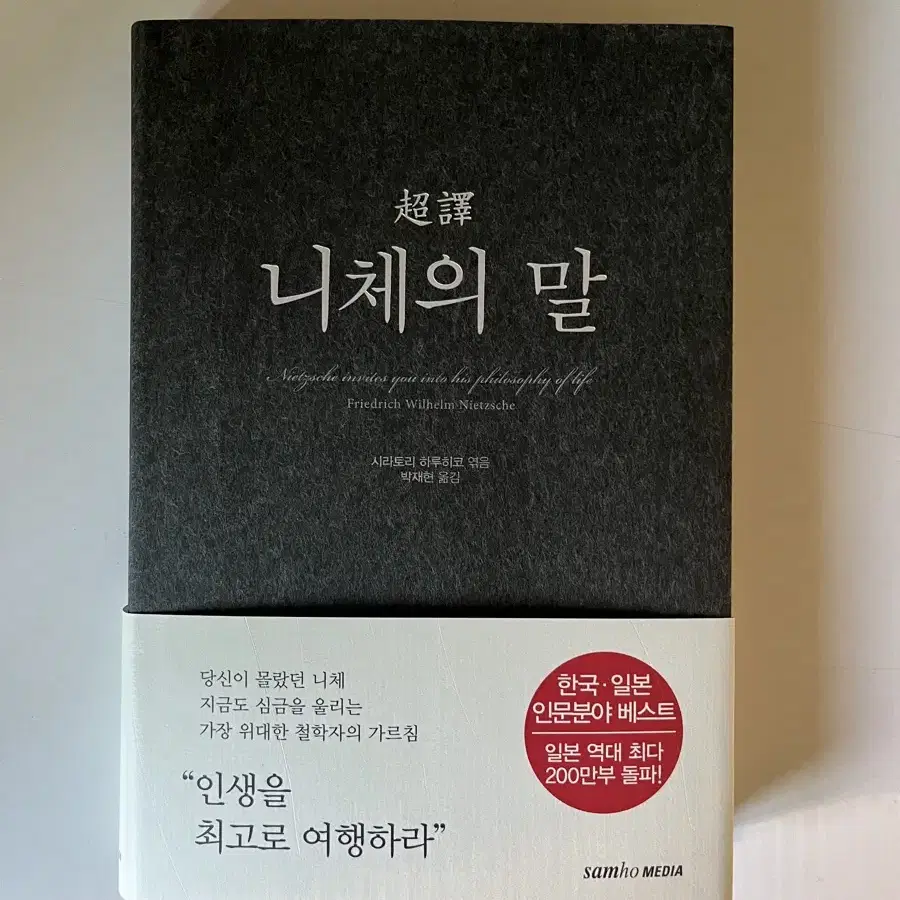 超譯
니체의 말
Nietzsche invites you into his philosophy of life
Friedrich Wilhelm Nietzsche
시라토리 하루히코 엮음
박재현 옮김
당신이 몰랐던 니체
지금도 심금을 울리는
가장 위대한 철학자의 가르침
“인생을
최고로 여행하라”
한국·일본
인문분야 베스트
일본 역대 최다
200만부 돌파!
samho MEDIA